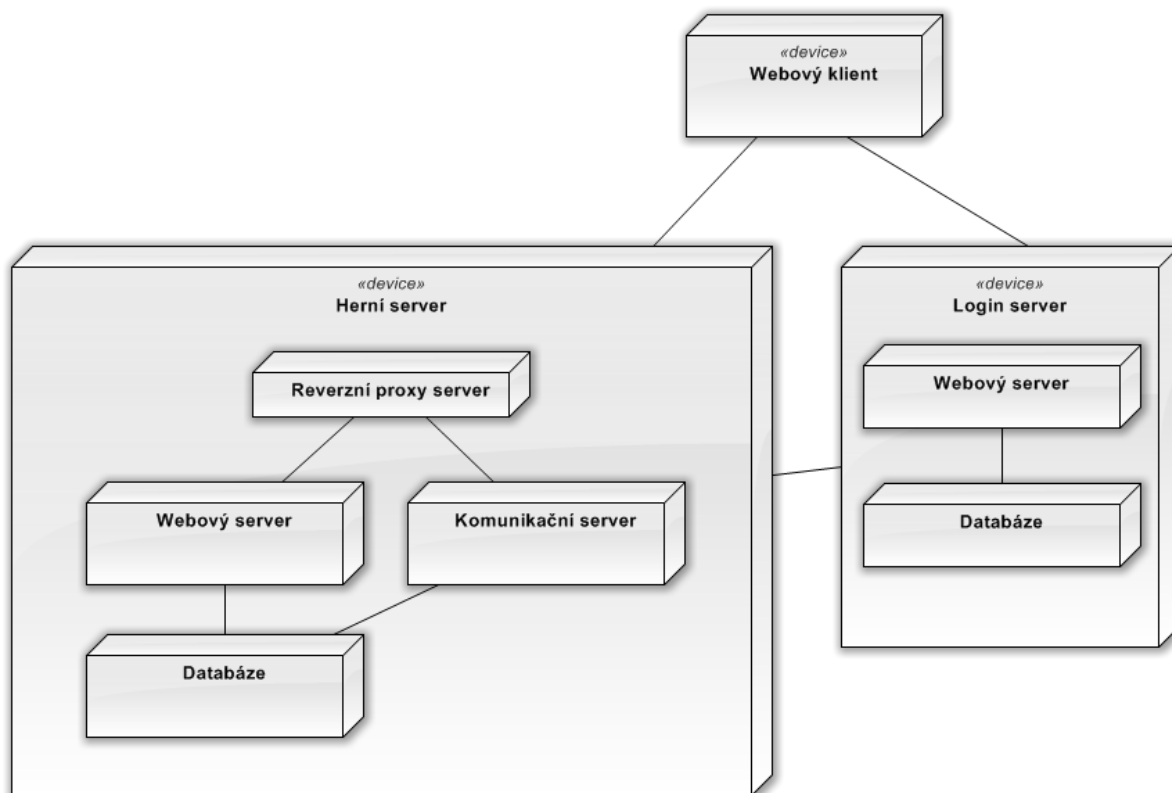 «device»
Webový klient
«device»
Herní server
Reverzní proxy server
Webový server
Komunikační server
Databáze
«device»
Login server
Webový server
Databáze